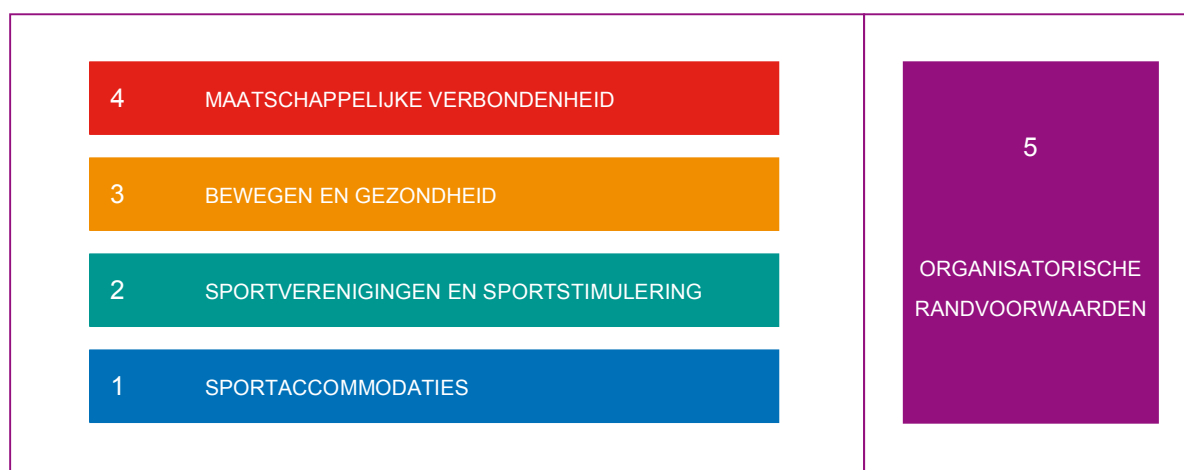 4 MAATSCHAPPELIJKE VERBONDENHEID
3 BEWEGEN EN GEZONDHEID
2 SPORTVERENIGINGEN EN SPORTSTIMULERING
1 SPORTACCOMMODATIES
5
ORGANISATORISCHE
RANDVOORWAARDEN